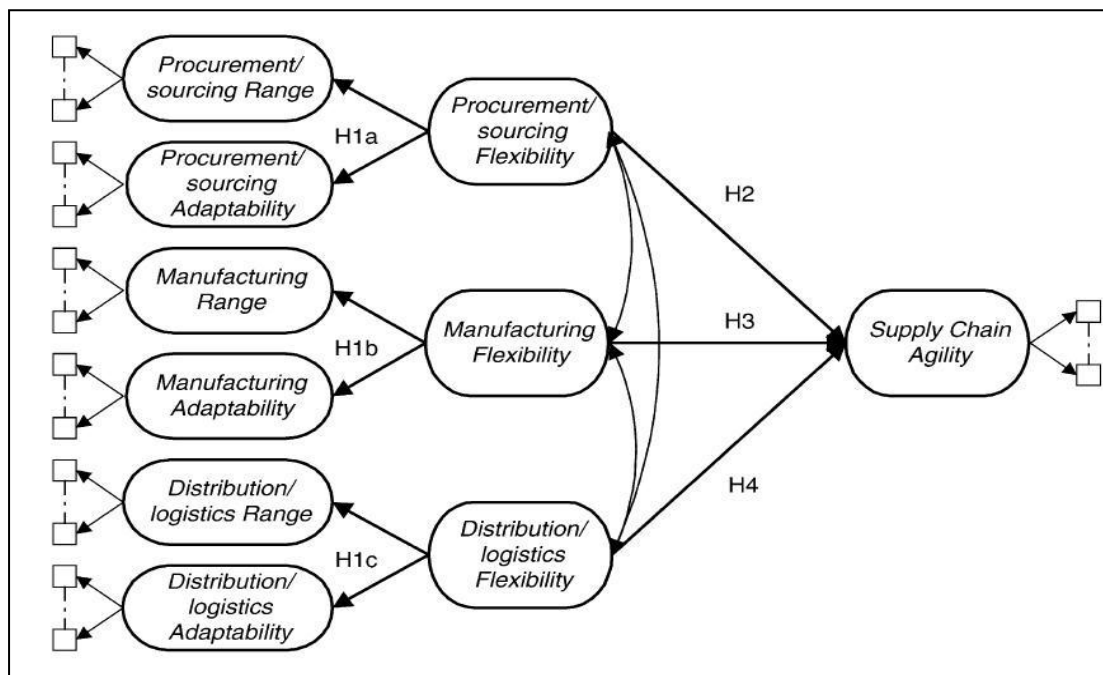 Procurement/
sourcing Range
H1a
Procurement/
sourcing
Adaptability
Procurement/
sourcing
Flexibility
H2
Manufacturing
Range
H1b
Manufacturing
Adaptability
Manufacturing
Flexibility
H3
Supply Chain
Agility
Distribution/
logistics Range
H1c
Distribution/
logistics
Adaptability
Distribution/
logistics
Flexibility
H4